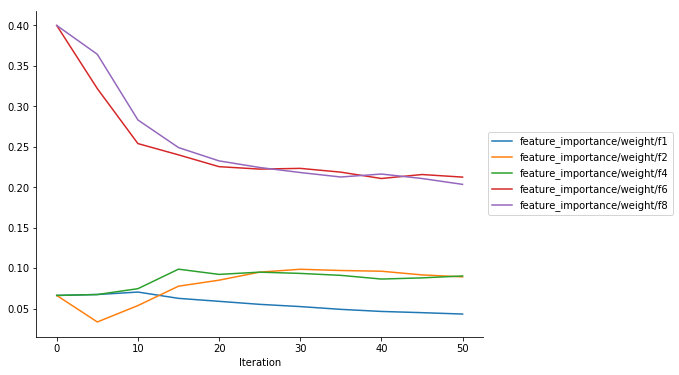 0.40
0.35
0.30
0.25
0.20
0.15
0.10
0.05
0 10 20 30 40 50
Iteration
feature_importance/weight/f1
feature_importance/weight/f2
feature_importance/weight/f4
feature_importance/weight/f6
feature_importance/weight/f8